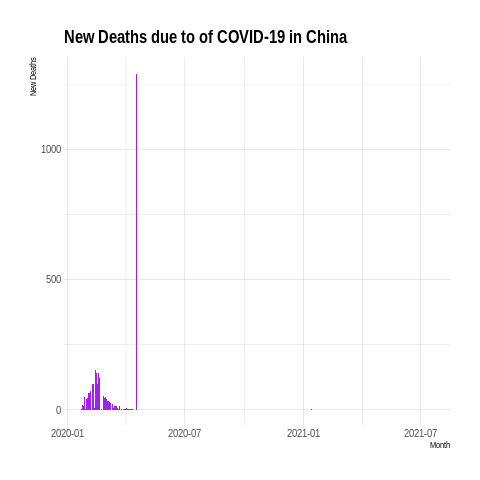 New Deaths due to of COVID-19 in China
New Deaths
1000
500
0
2020-01 2020-07 2021-01 2021-07
Month